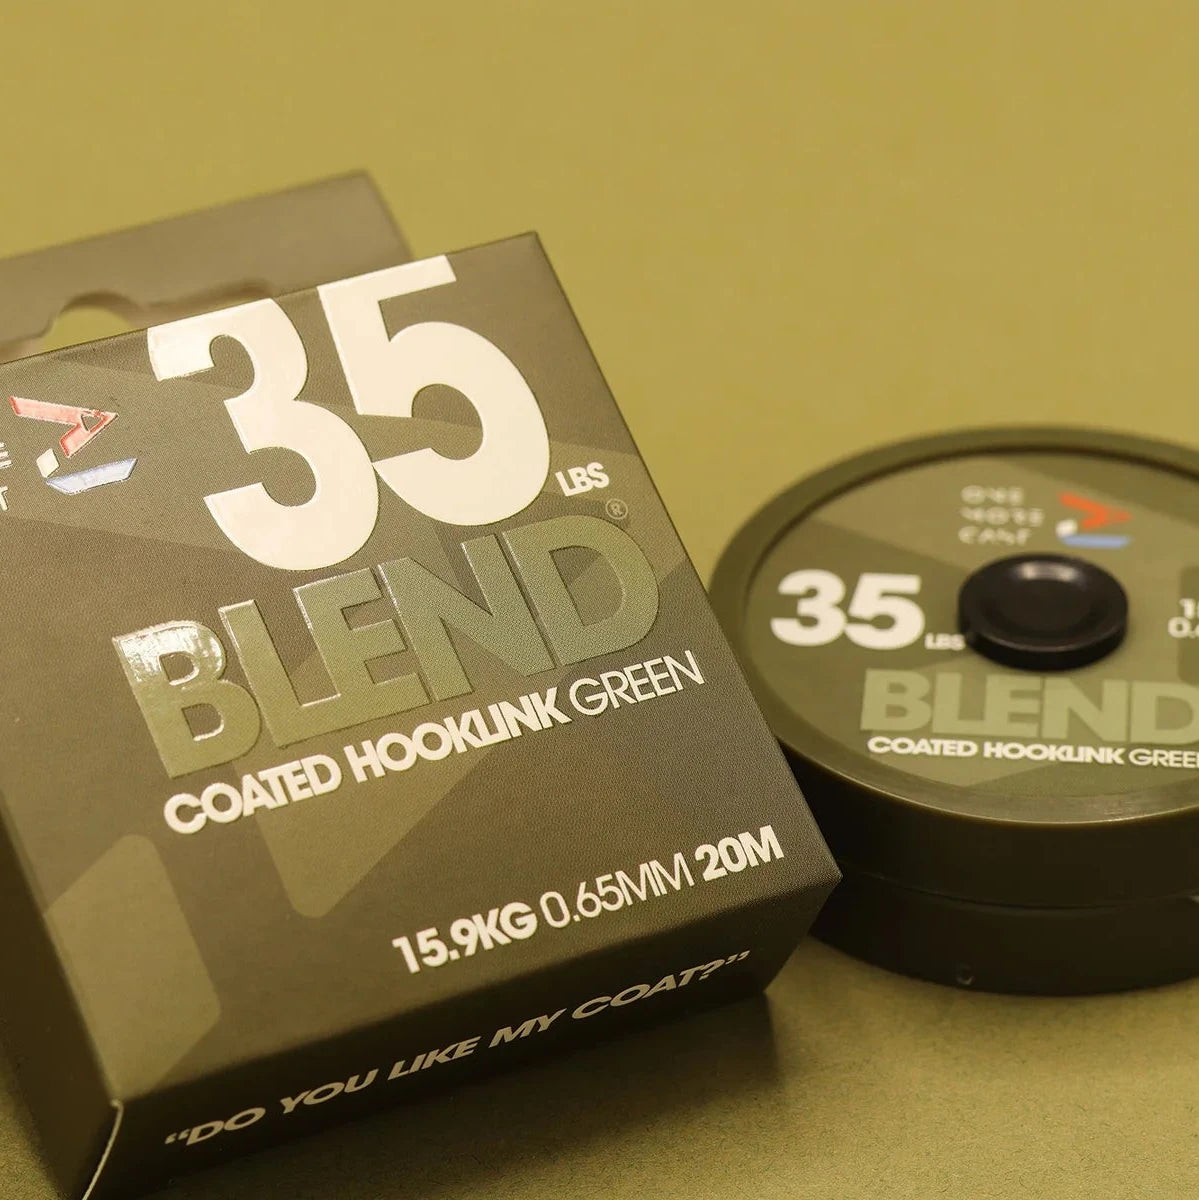 35
LBS
BLEND®
COATED HOOKLINK GREEN
15.9KG 0.65MM 20M
“DO YOU LIKE MY COAT?”
ONE
MORE
CAST
35
LBS
BLEND
COATED HOOKLINK